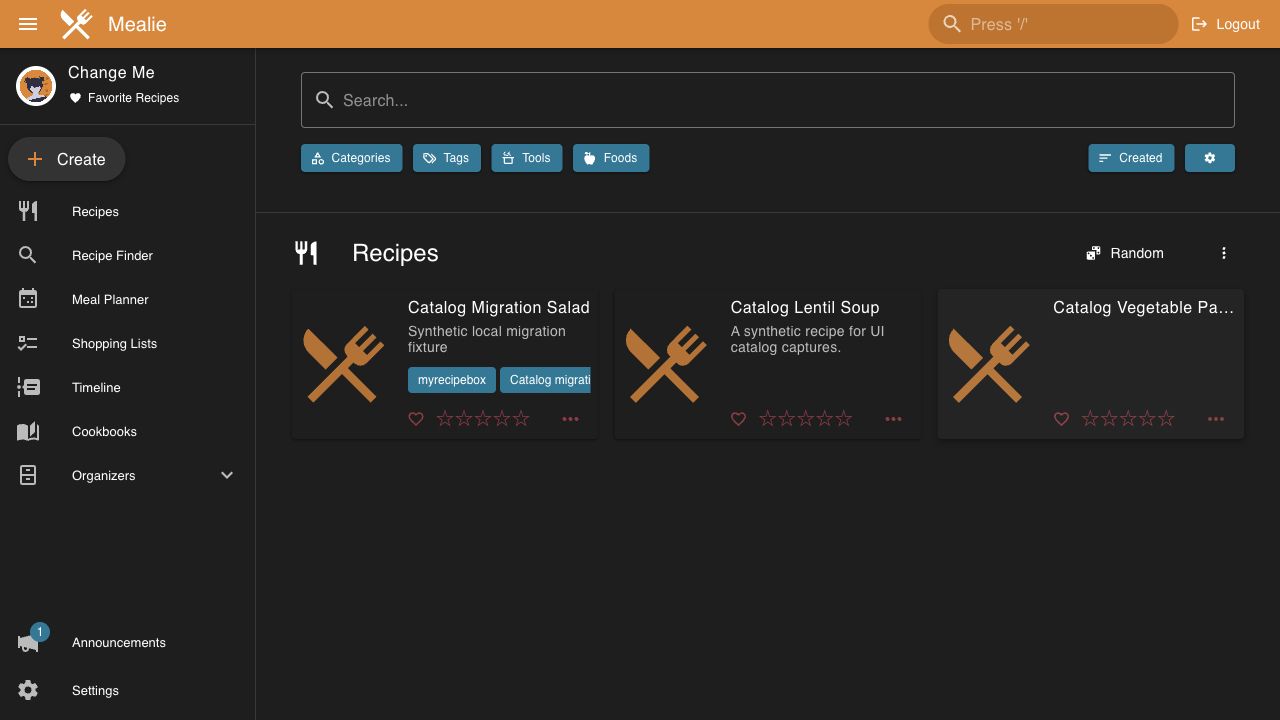 Mealie
Press '/'
Logout
Change Me
Favorite Recipes
Create
Recipes
Recipe Finder
Meal Planner
Shopping Lists
Timeline
Cookbooks
Organizers
1
Announcements
Settings
Search...
Categories
Tags
Tools
Foods
Created
Recipes
Random
Catalog Migration Salad
Synthetic local migration
fixture
myrecipebox
Catalog migrati
Catalog Lentil Soup
A synthetic recipe for UI
catalog captures.
Catalog Vegetable Pa...